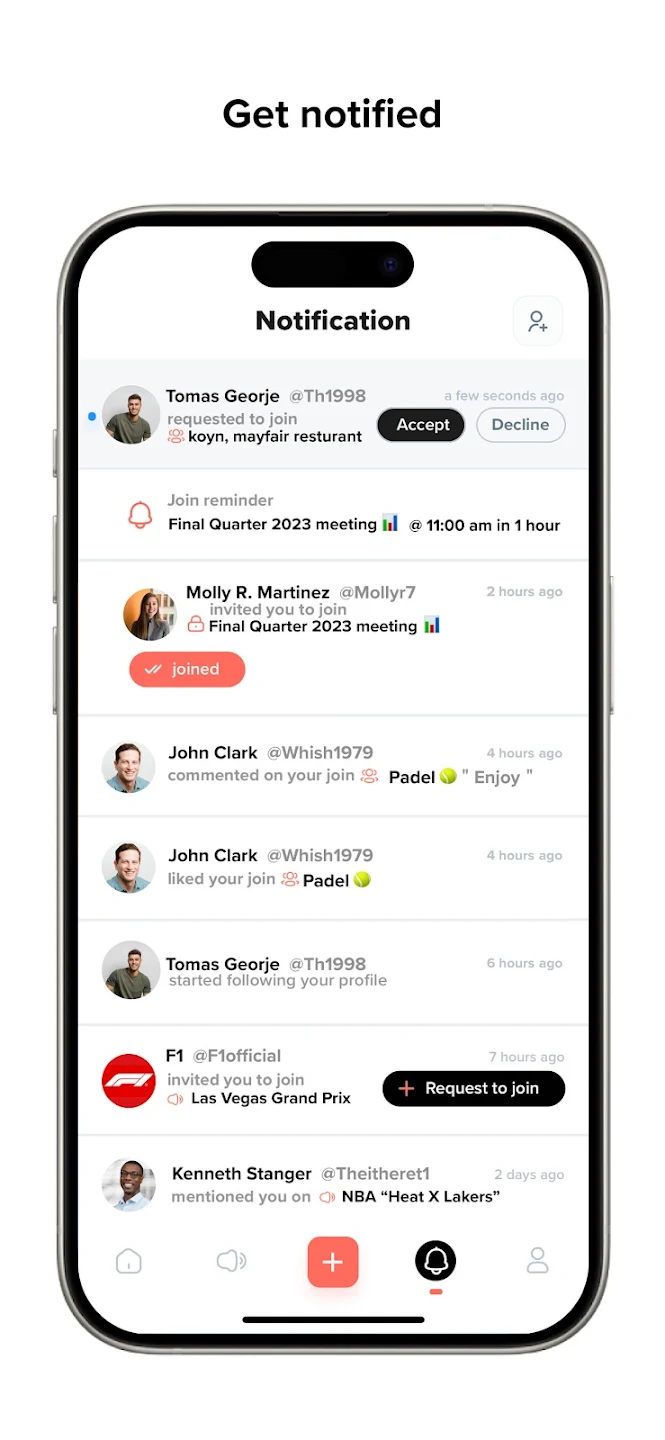 Get notified
Notification
Tomas Georje @Th1998 a few seconds ago
requested to join
koyn, mayfair resturant
Accept Decline
Join reminder
Final Quarter 2023 meeting 📊 @ 11:00 am in 1 hour
Molly R. Martinez @Mollyr7 2 hours ago
invited you to join
Final Quarter 2023 meeting 📊
joined
John Clark @Whish1979 4 hours ago
commented on your join Padel 🎾 " Enjoy "
John Clark @Whish1979 4 hours ago
liked your join Padel 🎾
Tomas Georje @Th1998 6 hours ago
started following your profile
F1 @F1official 7 hours ago
invited you to join
Las Vegas Grand Prix
+ Request to join
Kenneth Stanger @Theitheret1 2 days ago
mentioned you on NBA “Heat X Lakers”